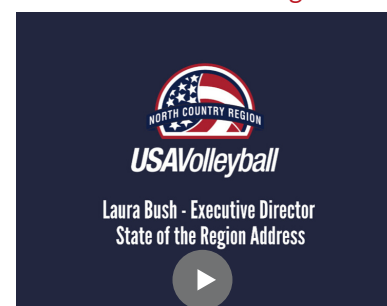 NORTH COUNTRY REGION
USAVolleyball
Laura Bush - Executive Director
State of the Region Address